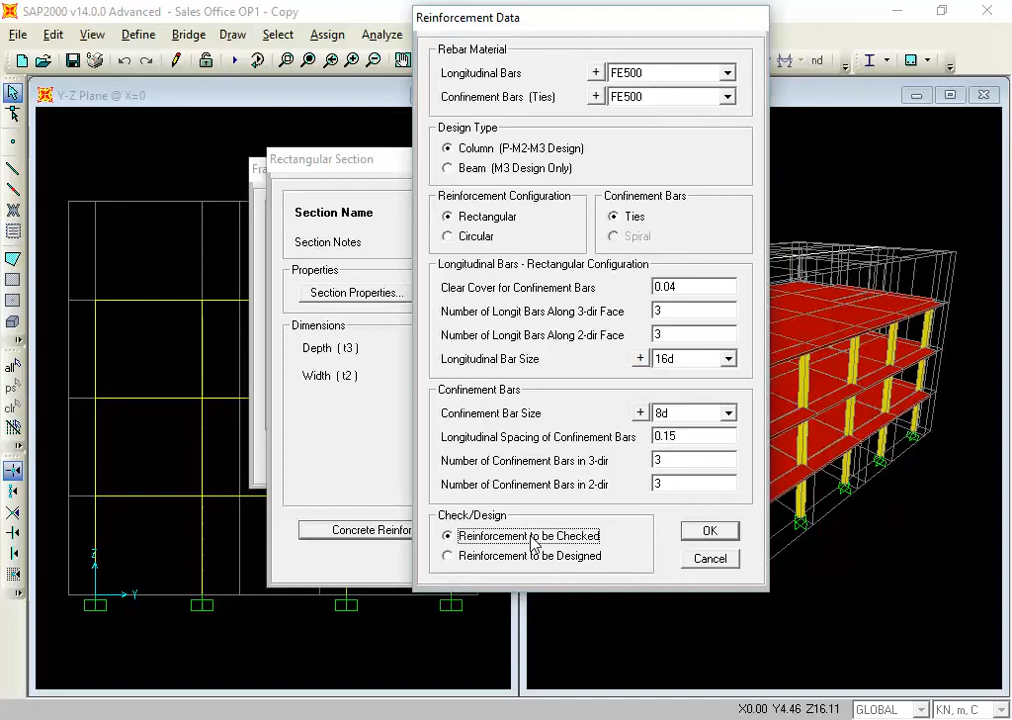 SAP2000 v14.0.0 Advanced - Sales Office OP1 - Copy
File Edit View Define Bridge Draw Select Assign Analyze
nd
Y-Z Plane @ X=0
all
ps
clr
Z
Y
Rectangular Section
Section Name
Section Notes
Properties
Section Properties...
Dimensions
Depth ( t3 )
Width ( t2 )
Concrete Reinfor
Reinforcement Data
Rebar Material
Longitudinal Bars + FE500
Confinement Bars (Ties) + FE500
Design Type
Column (P-M2-M3 Design)
Beam (M3 Design Only)
Reinforcement Configuration
Rectangular
Circular
Confinement Bars
Ties
Spiral
Longitudinal Bars - Rectangular Configuration
Clear Cover for Confinement Bars 0.04
Number of Longit Bars Along 3-dir Face 3
Number of Longit Bars Along 2-dir Face 3
Longitudinal Bar Size + 16d
Confinement Bars
Confinement Bar Size + 8d
Longitudinal Spacing of Confinement Bars 0.15
Number of Confinement Bars in 3-dir 3
Number of Confinement Bars in 2-dir 3
Check/Design
Reinforcement to be Checked
Reinforcement to be Designed
OK
Cancel
X0.00 Y4.46 Z16.11 GLOBAL KN, m, C